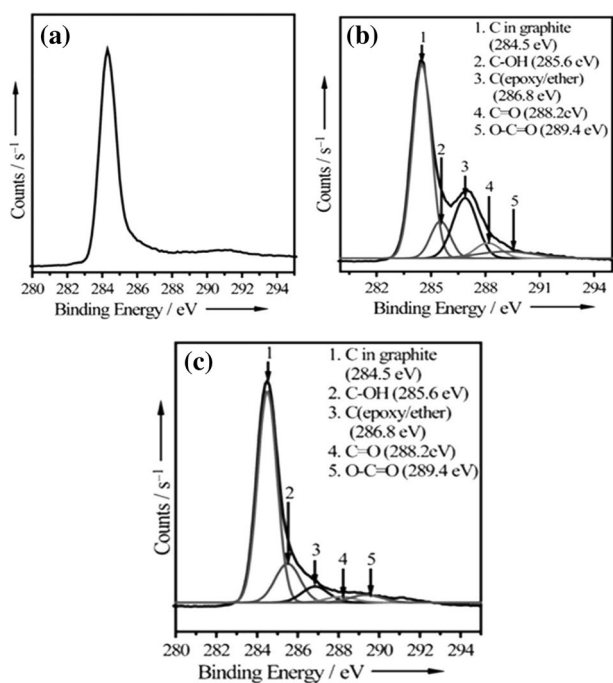 (a)
Counts / s⁻¹
280 282 284 286 288 290 292 294
Binding Energy / eV
(b)
1
2
3
4
5
1. C in graphite
(284.5 eV)
2. C-OH (285.6 eV)
3. C(epoxy/ether)
(286.8 eV)
4. C=O (288.2eV)
5. O-C=O (289.4eV)
Counts / s⁻¹
282 285 288 291 294
Binding Energy / eV
(c)
1
2
3
4
5
1. C in graphite
(284.5 eV)
2. C-OH (285.6 eV)
3. C(epoxy/ether)
(286.8 eV)
4. C=O (288.2eV)
5. O-C=O (289.4eV)
Counts / s⁻¹
280 282 284 286 288 290 292 294
Binding Energy / eV